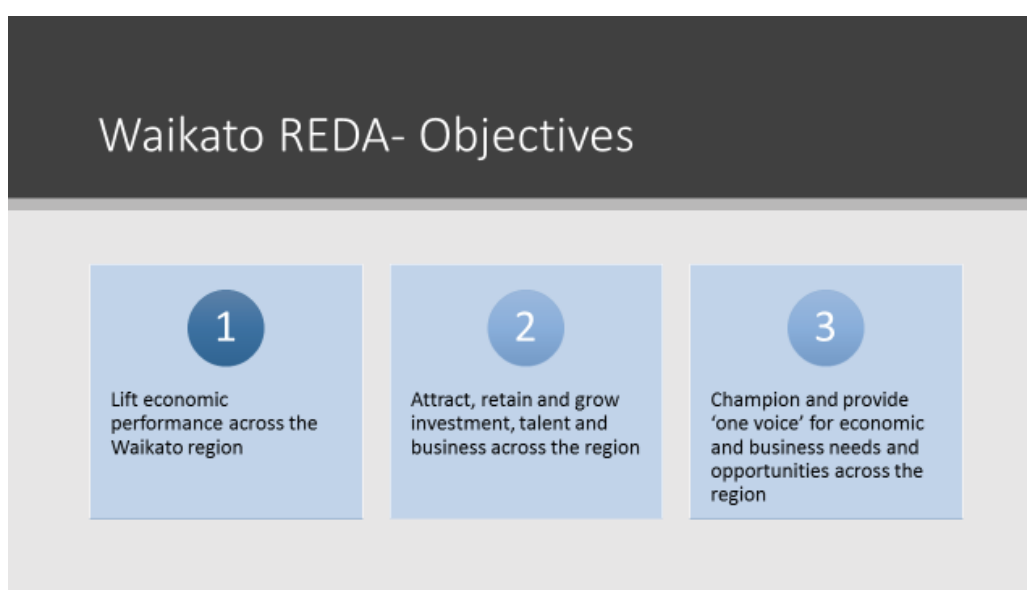 Waikato REDA- Objectives
1
Lift economic
performance across the
Waikato region
2
Attract, retain and grow
investment, talent and
business across the region
3
Champion and provide
‘one voice’ for economic
and business needs and
opportunities across the
region